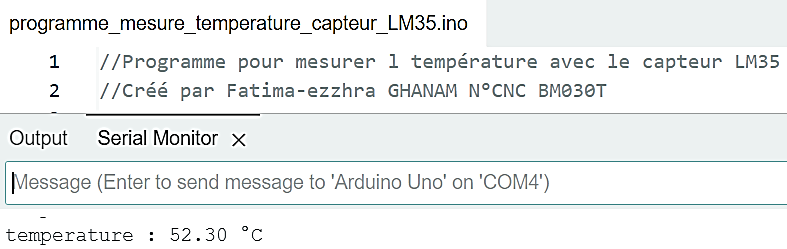 programme_mesure_temperature_capteur_LM35.ino
1 //Programme pour mesurer l température avec le capteur LM35
2 //Créé par Fatima-ezzhra GHANAM N°CNC BM030T
Output Serial Monitor ×
Message (Enter to send message to 'Arduino Uno' on 'COM4')
temperature : 52.30 °C